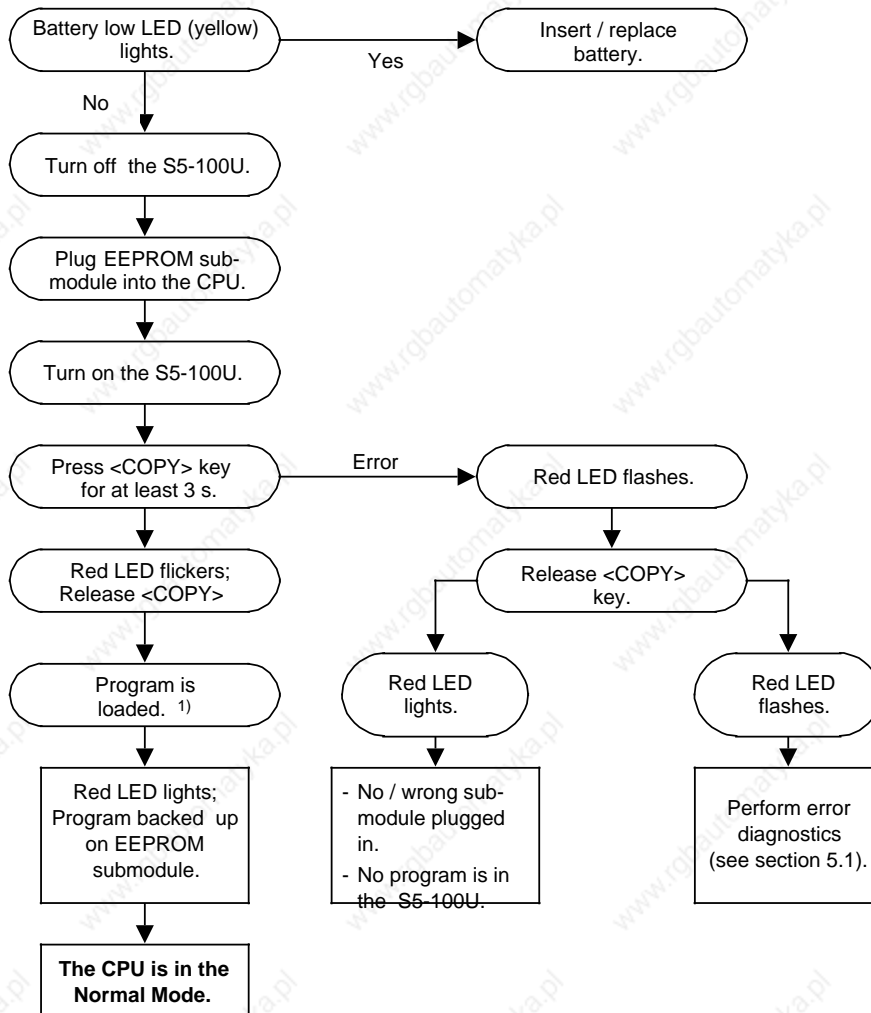 Battery low LED (yellow)
lights.
Yes
Insert / replace
battery.
No
Turn off the S5-100U.
Plug EEPROM sub-
module into the CPU.
Turn on the S5-100U.
Press <COPY> key
for at least 3 s.
Error
Red LED flashes.
Red LED flickers;
Release <COPY>
Release <COPY>
key.
Program is
loaded. 1)
Red LED
lights.
Red LED
flashes.
Red LED lights;
Program backed up
on EEPROM
submodule.
- No / wrong sub-
module plugged
in.
- No program is in
the S5-100U.
Perform error
diagnostics
(see section 5.1).
The CPU is in the
Normal Mode.
www.rgbautomatyka.pl